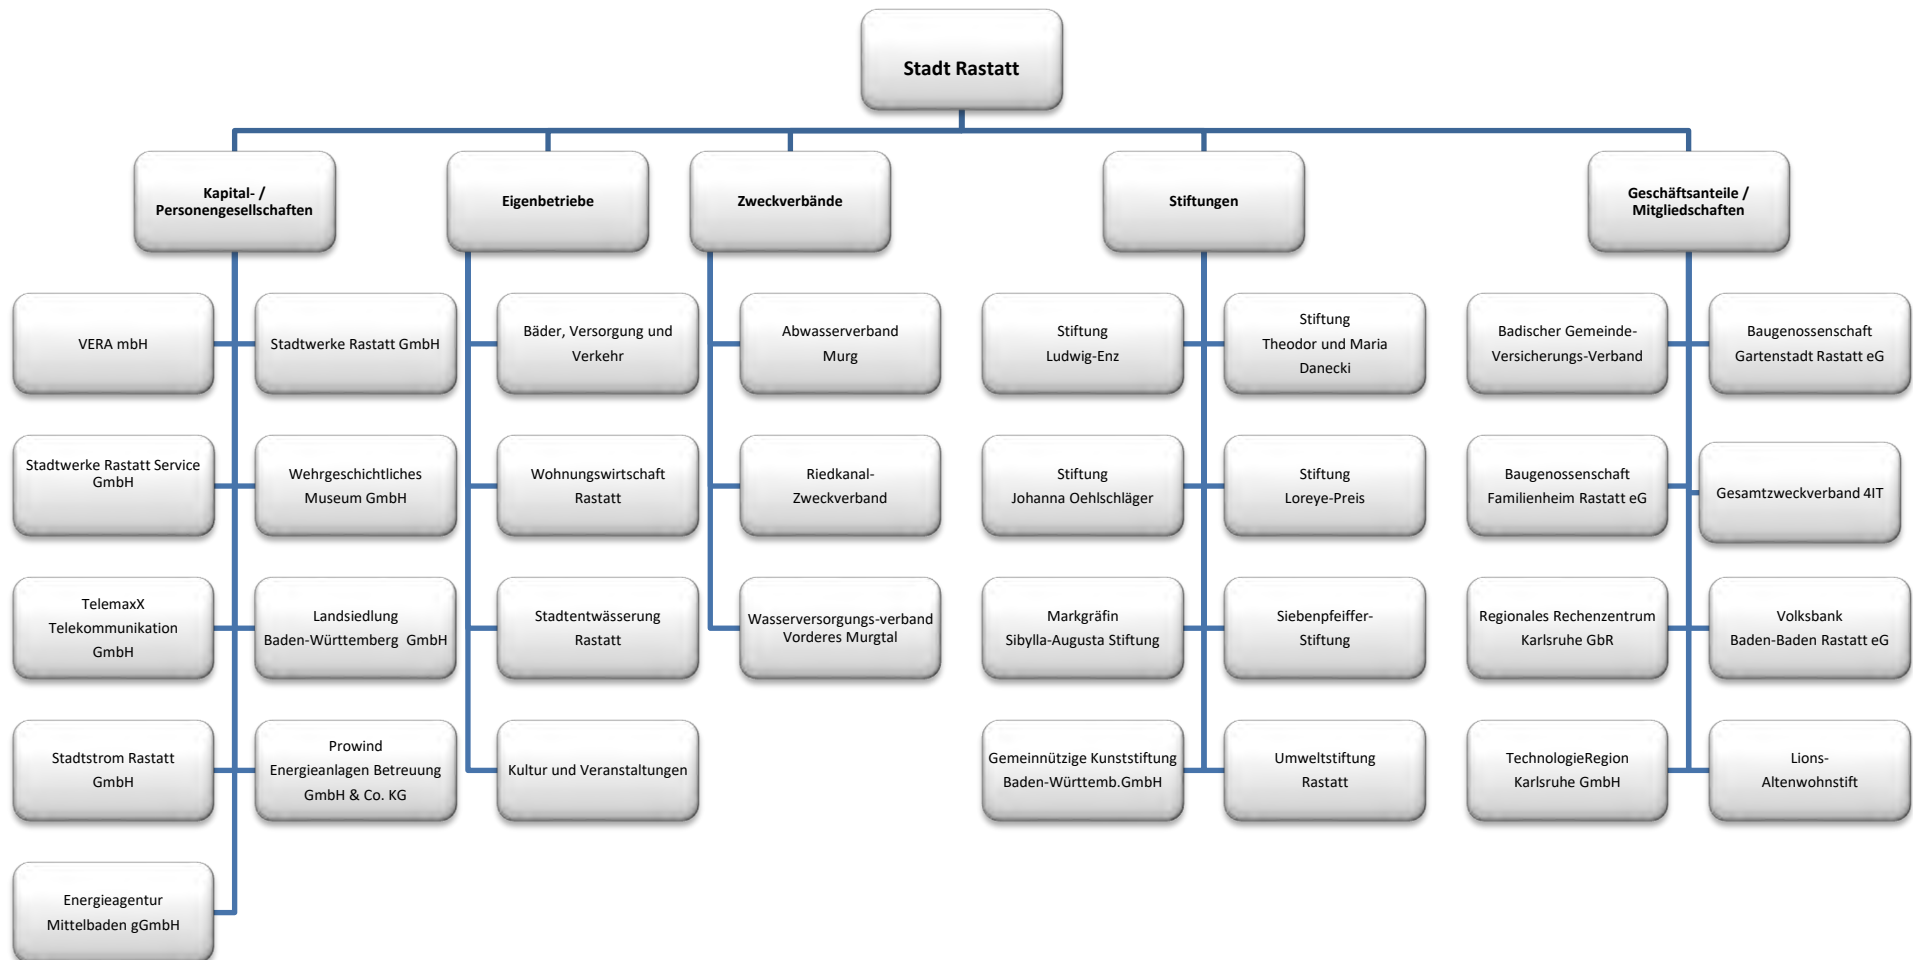 Stadt Rastatt
Kapital- /
Personengesellschaften
Eigenbetriebe
Zweckverbände
Stiftungen
Geschäftsanteile /
Mitgliedschaften
VERA mbH
Stadtwerke Rastatt GmbH
Bäder, Versorgung und
Verkehr
Abwasserverband
Murg
Stiftung
Ludwig-Enz
Stiftung
Theodor und Maria
Danecki
Badischer Gemeinde-
Versicherungs-Verband
Baugenossenschaft
Gartenstadt Rastatt eG
Stadtwerke Rastatt Service
GmbH
Wehrgeschichtliches
Museum GmbH
Wohnungswirtschaft
Rastatt
Riedkanal-
Zweckverband
Stiftung
Johanna Oehlschläger
Stiftung
Loreye-Preis
Baugenossenschaft
Familienheim Rastatt eG
Gesamtzweckverband 4IT
TelemaxX
Telekommunikation
GmbH
Landsiedlung
Baden-Württemberg GmbH
Stadtentwässerung
Rastatt
Wasserversorgungs-verband
Vorderes Murgtal
Markgräfin
Sibylla-Augusta Stiftung
Siebenpfeiffer-
Stiftung
Regionales Rechenzentrum
Karlsruhe GbR
Volksbank
Baden-Baden Rastatt eG
Stadtstrom Rastatt
GmbH
Prowind
Energieanlagen Betreuung
GmbH & Co. KG
Kultur und Veranstaltungen
Gemeinnützige Kunststiftung
Baden-Württemb.GmbH
Umweltstiftung
Rastatt
TechnologieRegion
Karlsruhe GmbH
Lions-
Altenwohnstift
Energieagentur
Mittelbaden gGmbH